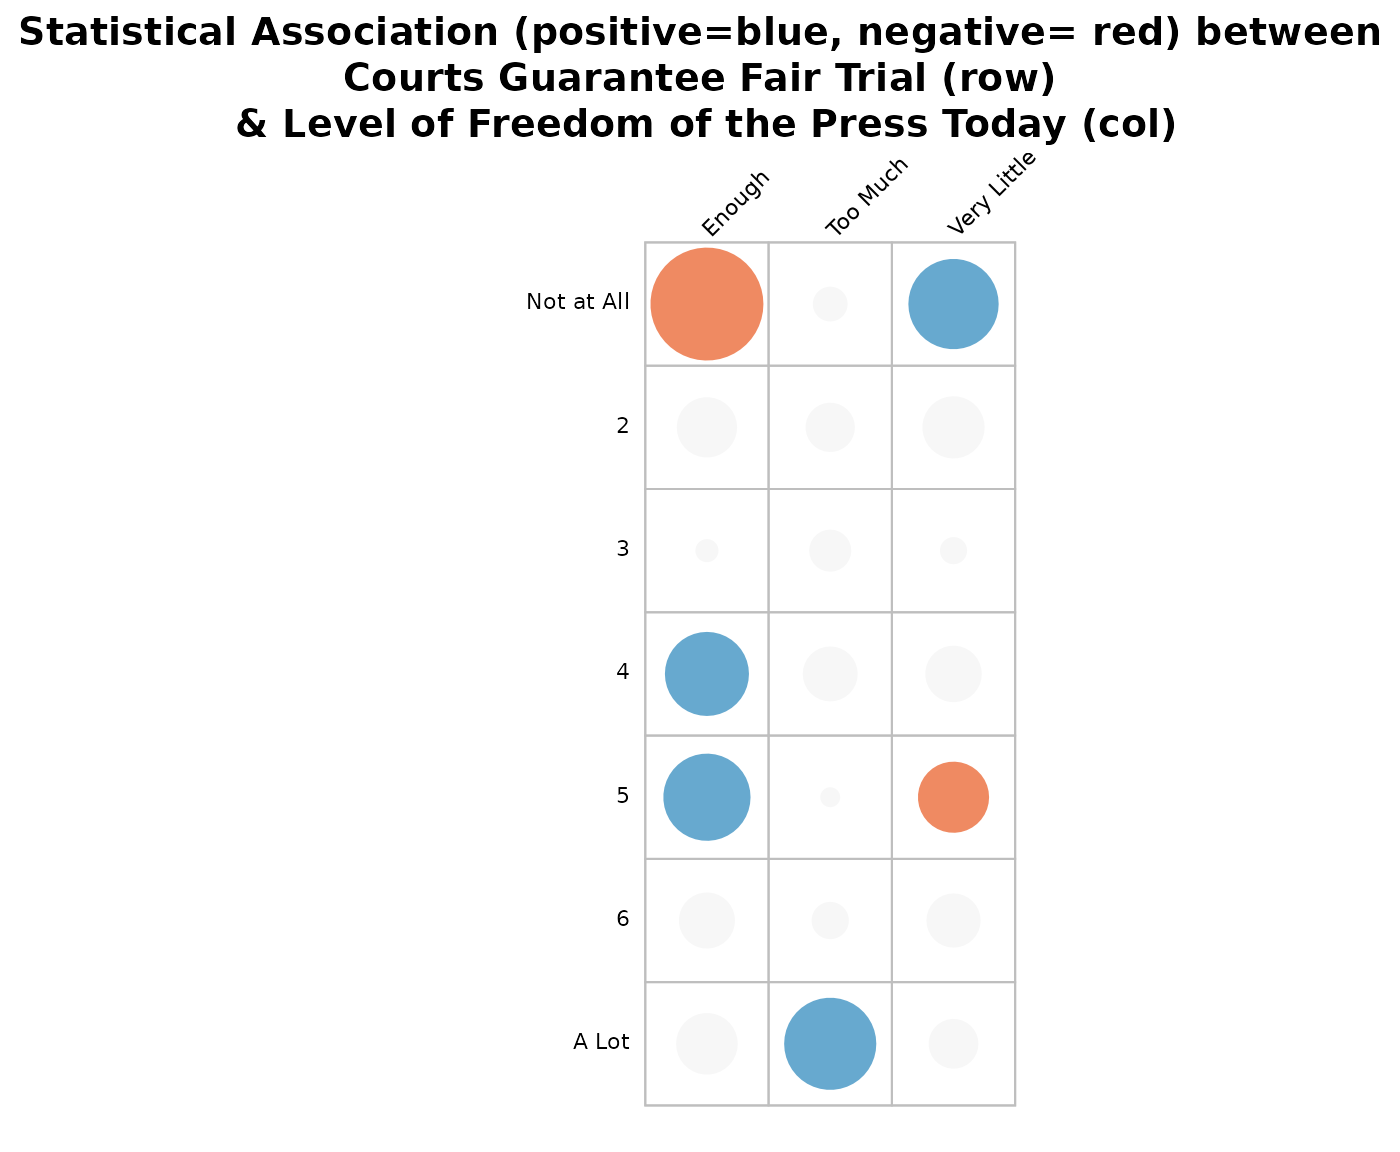 Statistical Association (positive=blue, negative= red) between
Courts Guarantee Fair Trial (row)
& Level of Freedom of the Press Today (col)
Enough
Too Much
Very Little
Not at All
2
3
4
5
6
A Lot